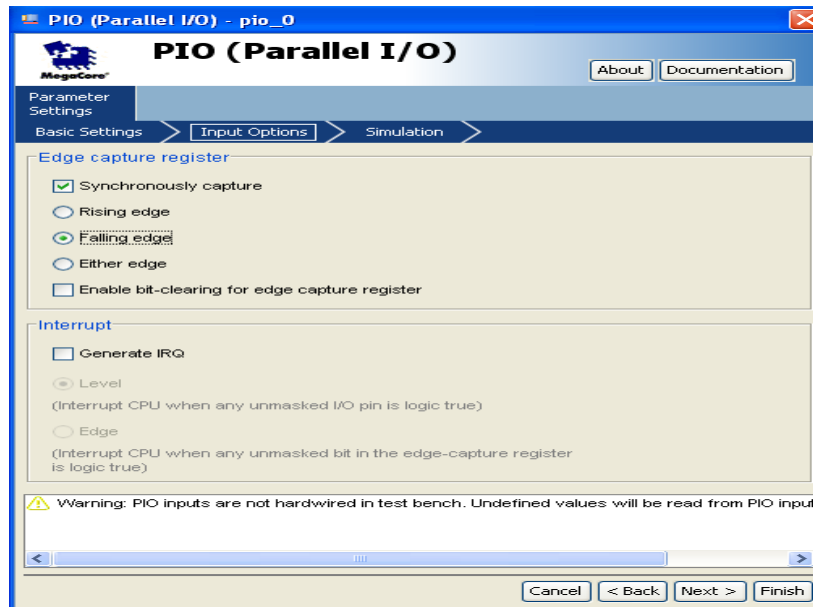 PIO (Parallel I/O) - pio_0
PIO (Parallel I/O)
MegaCore®
About
Documentation
Parameter
Settings
Basic Settings
Input Options
Simulation
Edge capture register
Synchronously capture
Rising edge
Falling edge
Either edge
Enable bit-clearing for edge capture register
Interrupt
Generate IRQ
Level
(Interrupt CPU when any unmasked I/O pin is logic true)
Edge
(Interrupt CPU when any unmasked bit in the edge-capture register
is logic true)
Warning: PIO inputs are not hardwired in test bench. Undefined values will be read from PIO input
Cancel
< Back
Next >
Finish